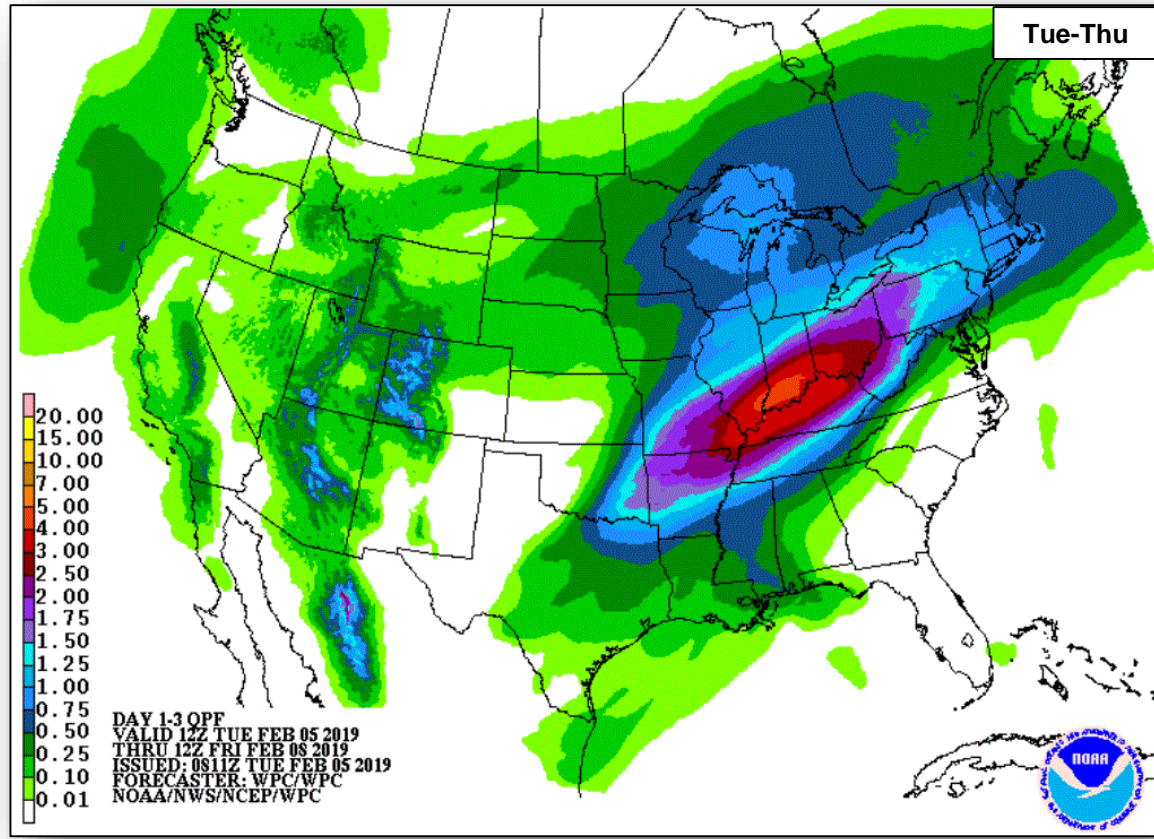 Tue-Thu
20.00
15.00
10.00
7.00
5.00
4.00
3.00
2.50
2.00
1.75
1.50
1.25
1.00
0.75
0.50
0.25
0.10
0.01
DAY 1-3 QPF
VALID 12Z TUE FEB 05 2019
THRU 12Z FRI FEB 08 2019
ISSUED: 0811Z TUE FEB 05 2019
FORECASTER: WPC/WPC
NOAA/NWS/NCEP/WPC
NOAA